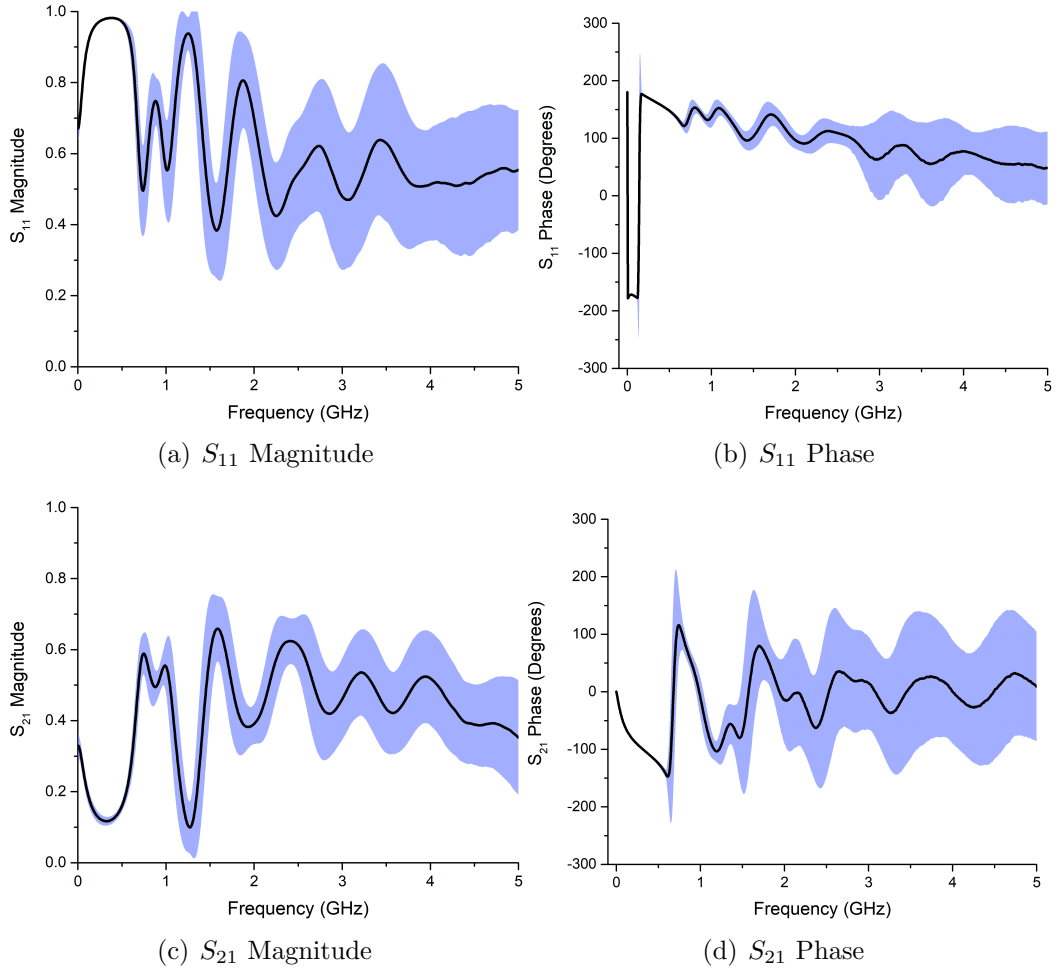 1.0
0.8
0.6
0.4
0.2
0.0
S11 Magnitude
0 1 2 3 4 5
Frequency (GHz)
(a) S11 Magnitude
300
200
100
0
-100
-200
-300
S11 Phase (Degrees)
0 1 2 3 4 5
Frequency (GHz)
(b) S11 Phase
1.0
0.8
0.6
0.4
0.2
0.0
S21 Magnitude
0 1 2 3 4 5
Frequency (GHz)
(c) S21 Magnitude
300
200
100
0
-100
-200
-300
S21 Phase (Degrees)
0 1 2 3 4 5
Frequency (GHz)
(d) S21 Phase